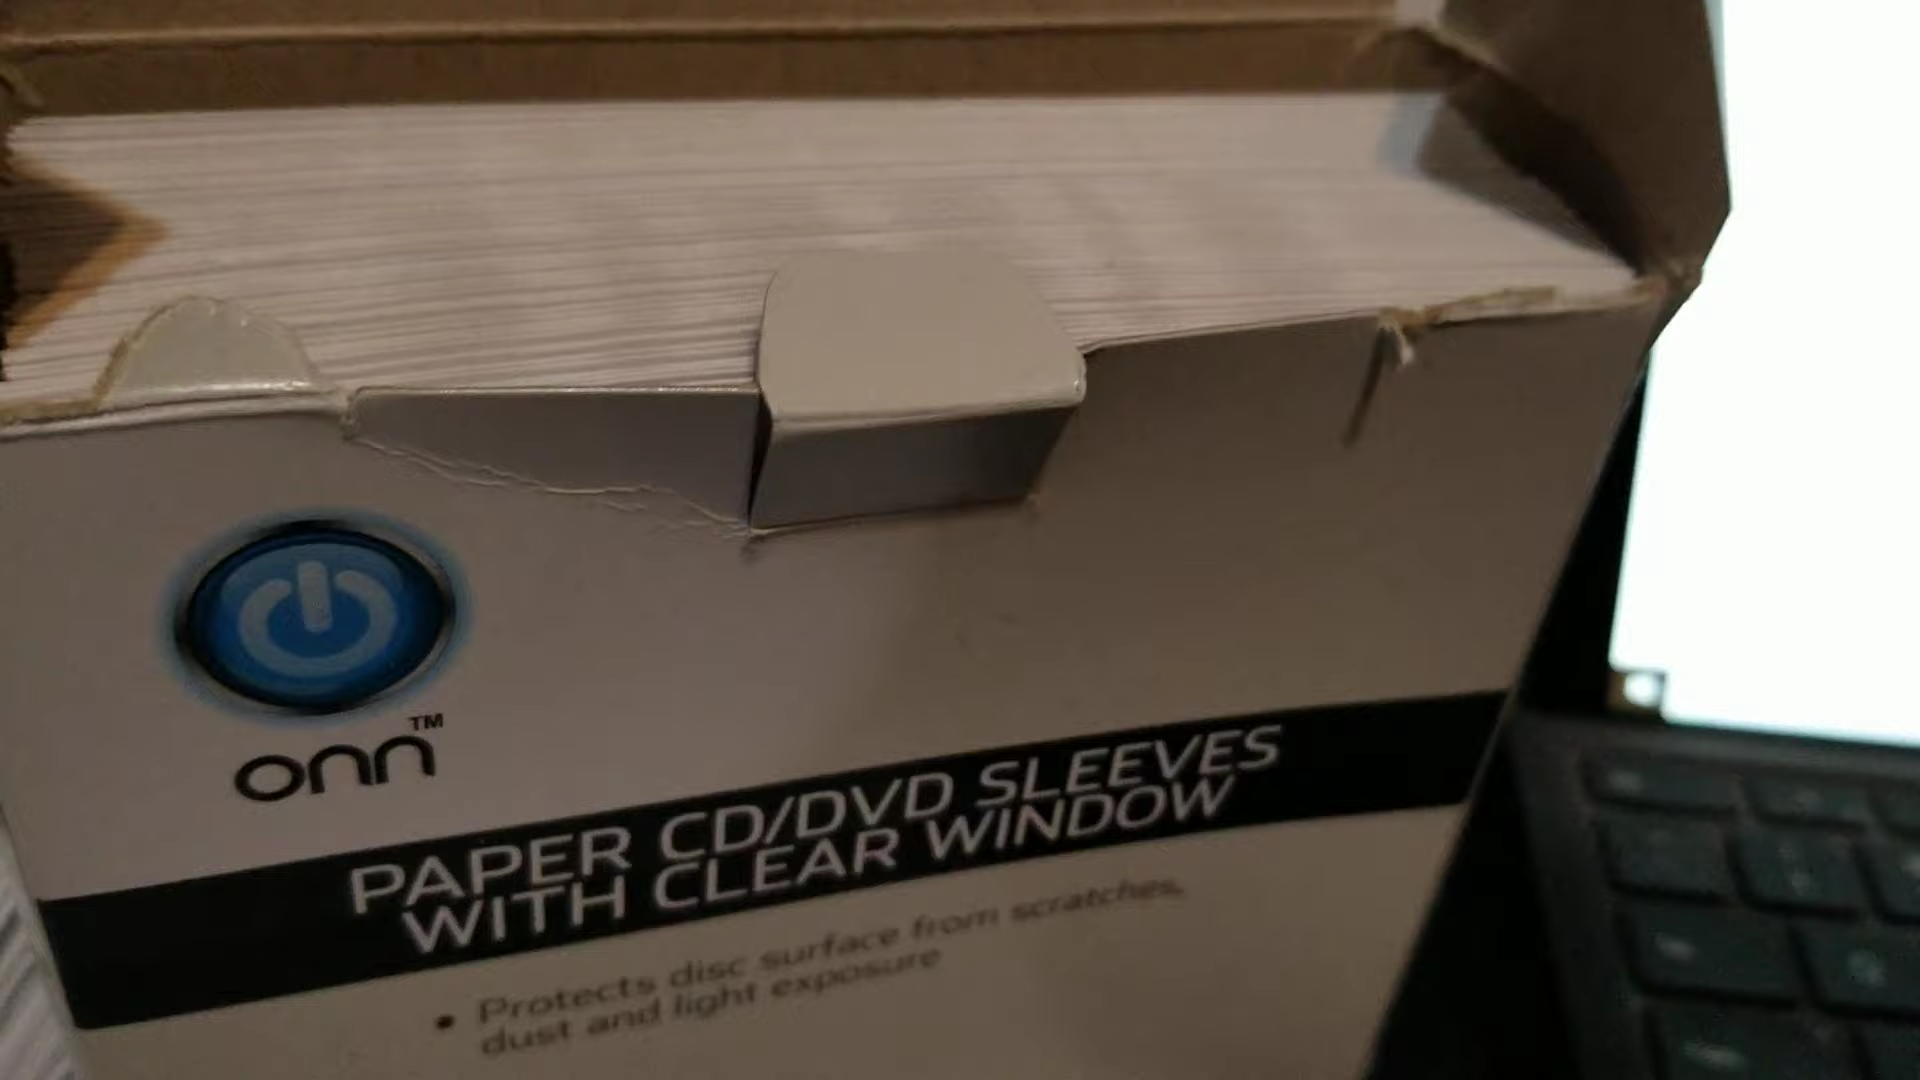 onn™
PAPER CD/DVD SLEEVES
WITH CLEAR WINDOW
• Protects disc surface from scratches,
dust and light exposure